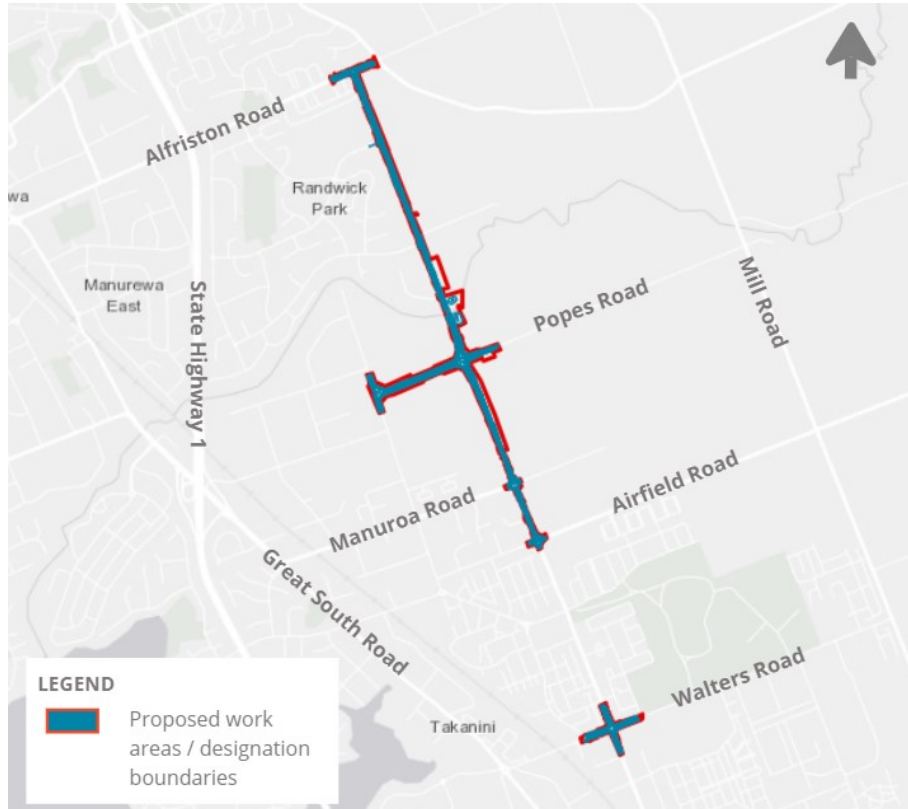 Alfriston Road
Randwick
Park
wa
Manurewa
East
State Highway 1
Popes Road
Mill Road
Manuroa Road
Airfield Road
Great South Road
Walters Road
Takanini
LEGEND
Proposed work
areas / designation
boundaries